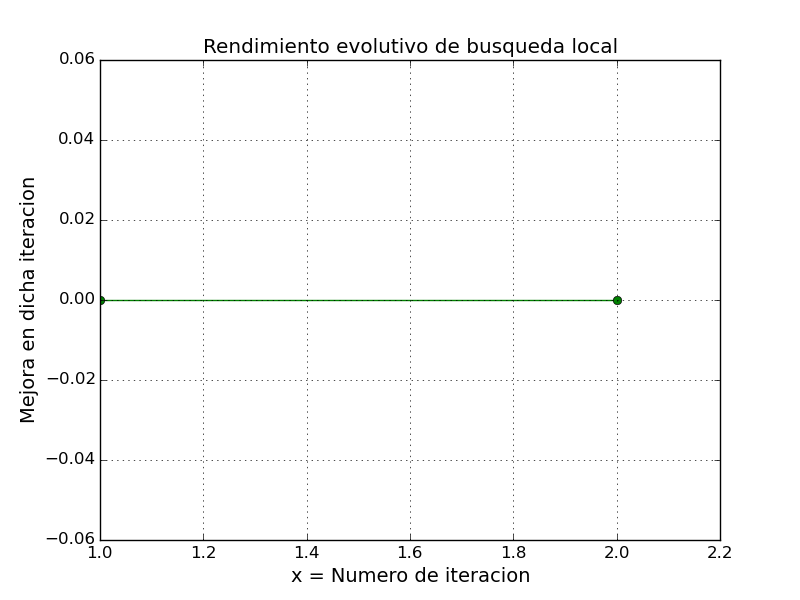 Rendimiento evolutivo de busqueda local
0.06
0.04
0.02
0.00
−0.02
−0.04
−0.06
Mejora en dicha iteracion
1.0 1.2 1.4 1.6 1.8 2.0 2.2
x = Numero de iteracion